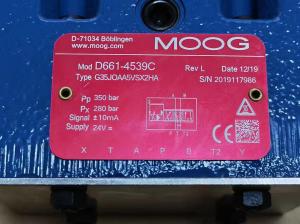 D-71034 Böblingen
www.moog.com
MOOG
Mod D661-4539C Rev L Date 12/19
Type G35JOAA5VSX2HA S/N 2019117986
Pp 350 bar
Px 280 bar
Signal ±10mA
Supply 24V=
X T A P B T2 Y